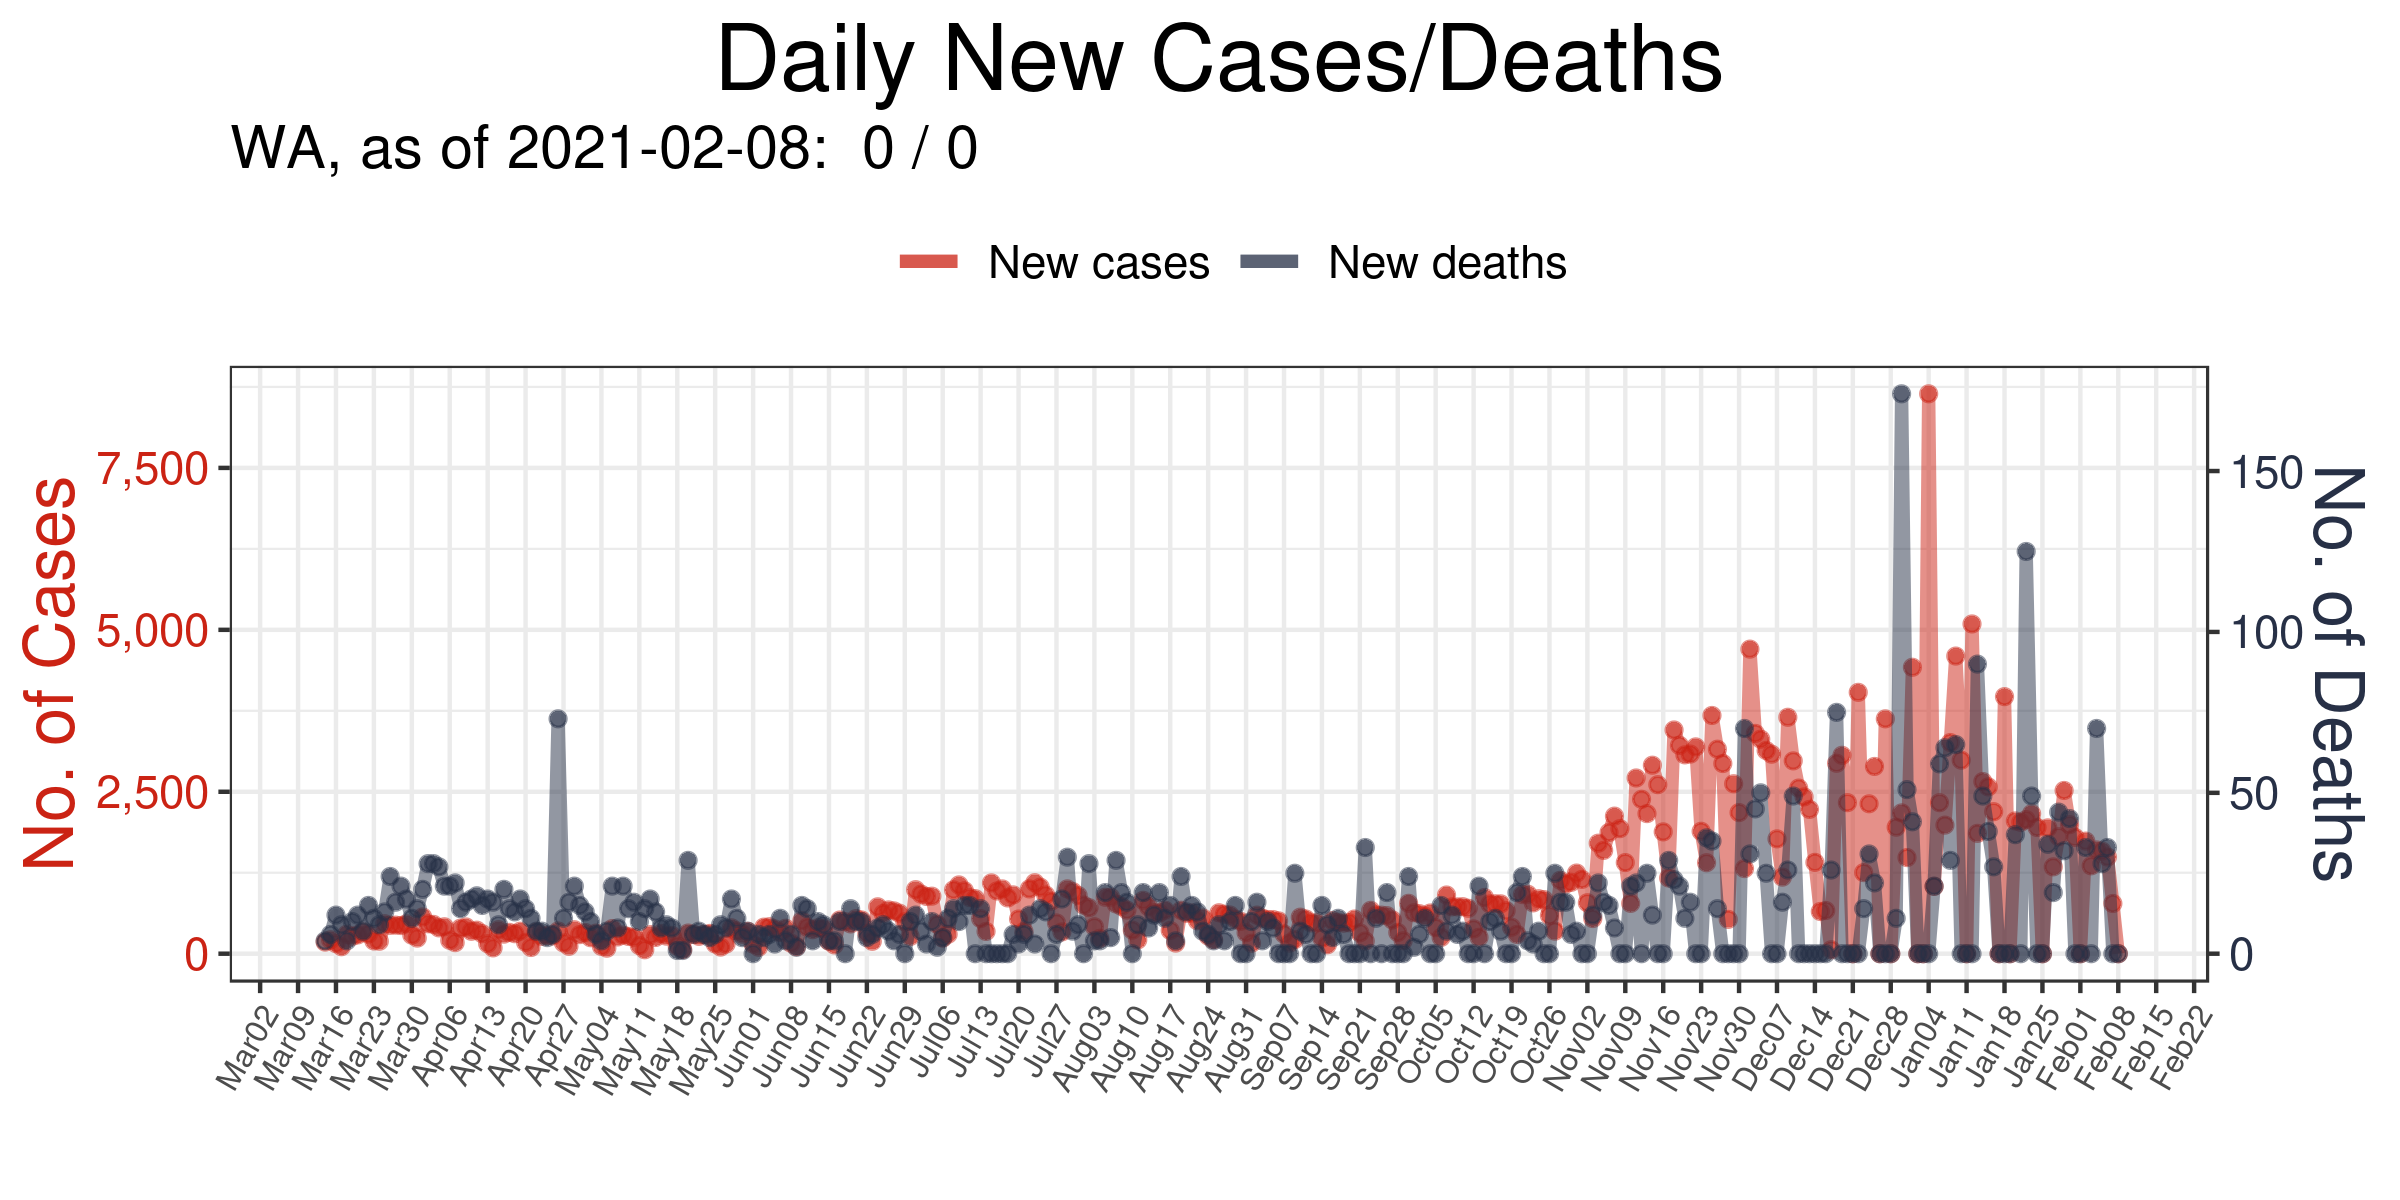 Daily New Cases/Deaths
WA, as of 2021-02-08:  0 / 0
New cases
New deaths
No. of Cases
7,500
5,000
2,500
0
150
100
50
0
No. of Deaths
Mar02
Mar09
Mar16
Mar23
Mar30
Apr06
Apr13
Apr20
Apr27
May04
May11
May18
May25
Jun01
Jun08
Jun15
Jun22
Jun29
Jul06
Jul13
Jul20
Jul27
Aug03
Aug10
Aug17
Aug24
Aug31
Sep07
Sep14
Sep21
Sep28
Oct05
Oct12
Oct19
Oct26
Nov02
Nov09
Nov16
Nov23
Nov30
Dec07
Dec14
Dec21
Dec28
Jan04
Jan11
Jan18
Jan25
Feb01
Feb08
Feb15
Feb22